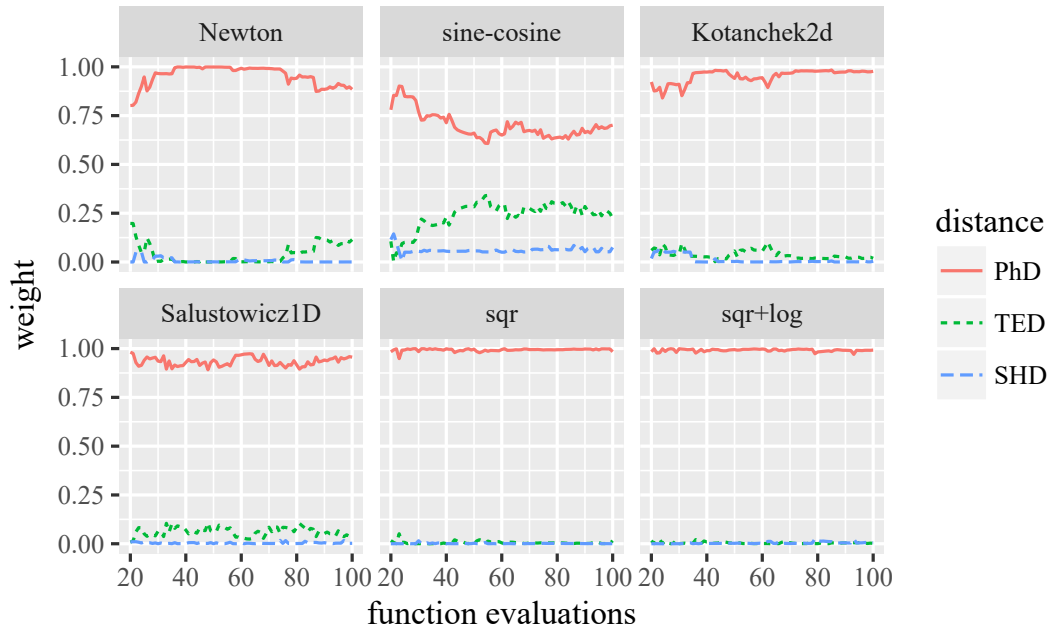 Newton sine-cosine Kotanchek2d
1.00
0.75
0.50
0.25
0.00
Salustowicz1D sqr sqr+log
1.00
0.75
0.50
0.25
0.00
20 40 60 80 100 20 40 60 80 100 20 40 60 80 100
function evaluations
weight
distance
PhD
TED
SHD